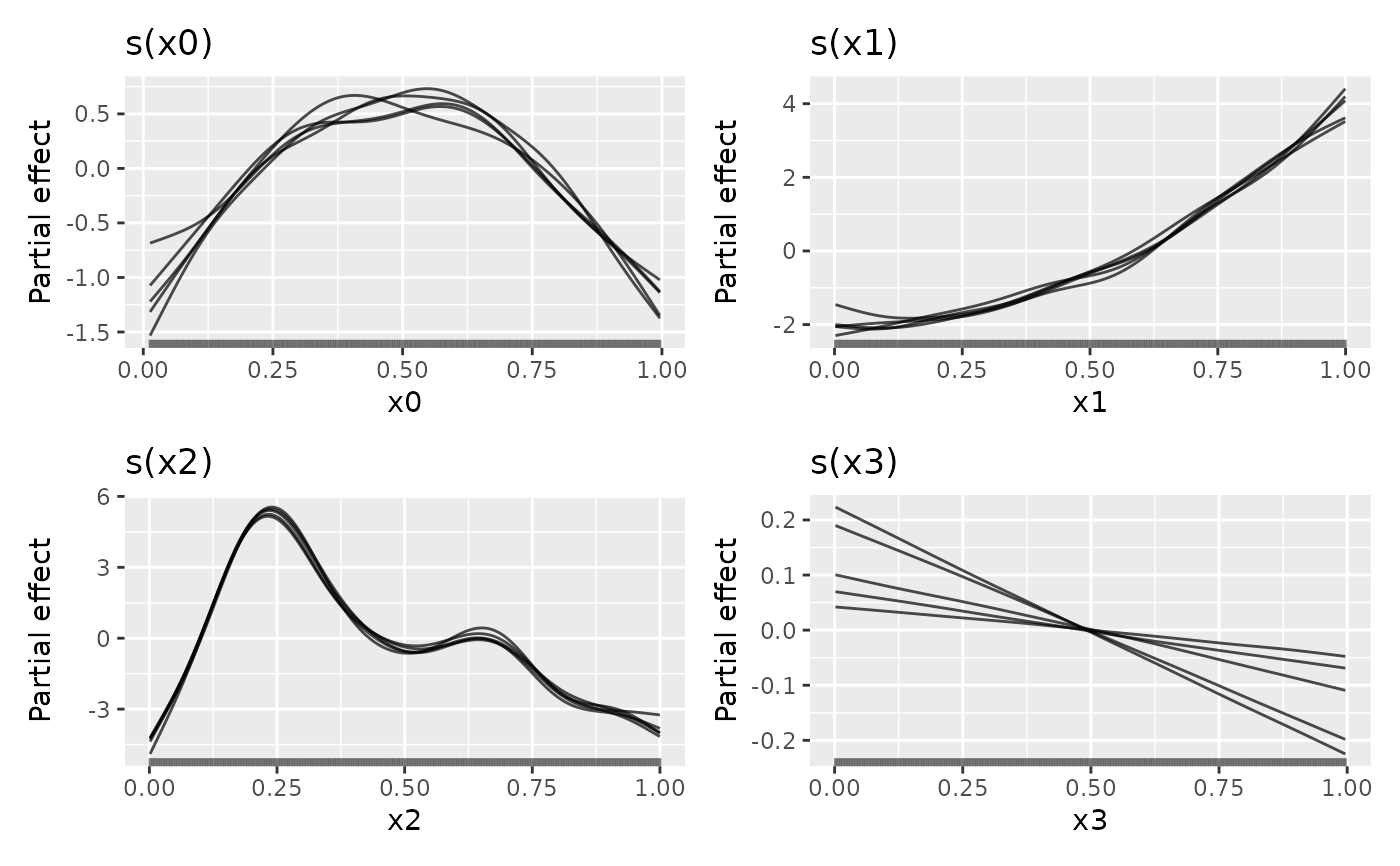 s(x0)
Partial effect
0.5
0.0
-0.5
-1.0
-1.5
0.00 0.25 0.50 0.75 1.00
x0
s(x1)
Partial effect
4
2
0
-2
0.00 0.25 0.50 0.75 1.00
x1
s(x2)
Partial effect
6
3
0
-3
0.00 0.25 0.50 0.75 1.00
x2
s(x3)
Partial effect
0.2
0.1
0.0
-0.1
-0.2
0.00 0.25 0.50 0.75 1.00
x3